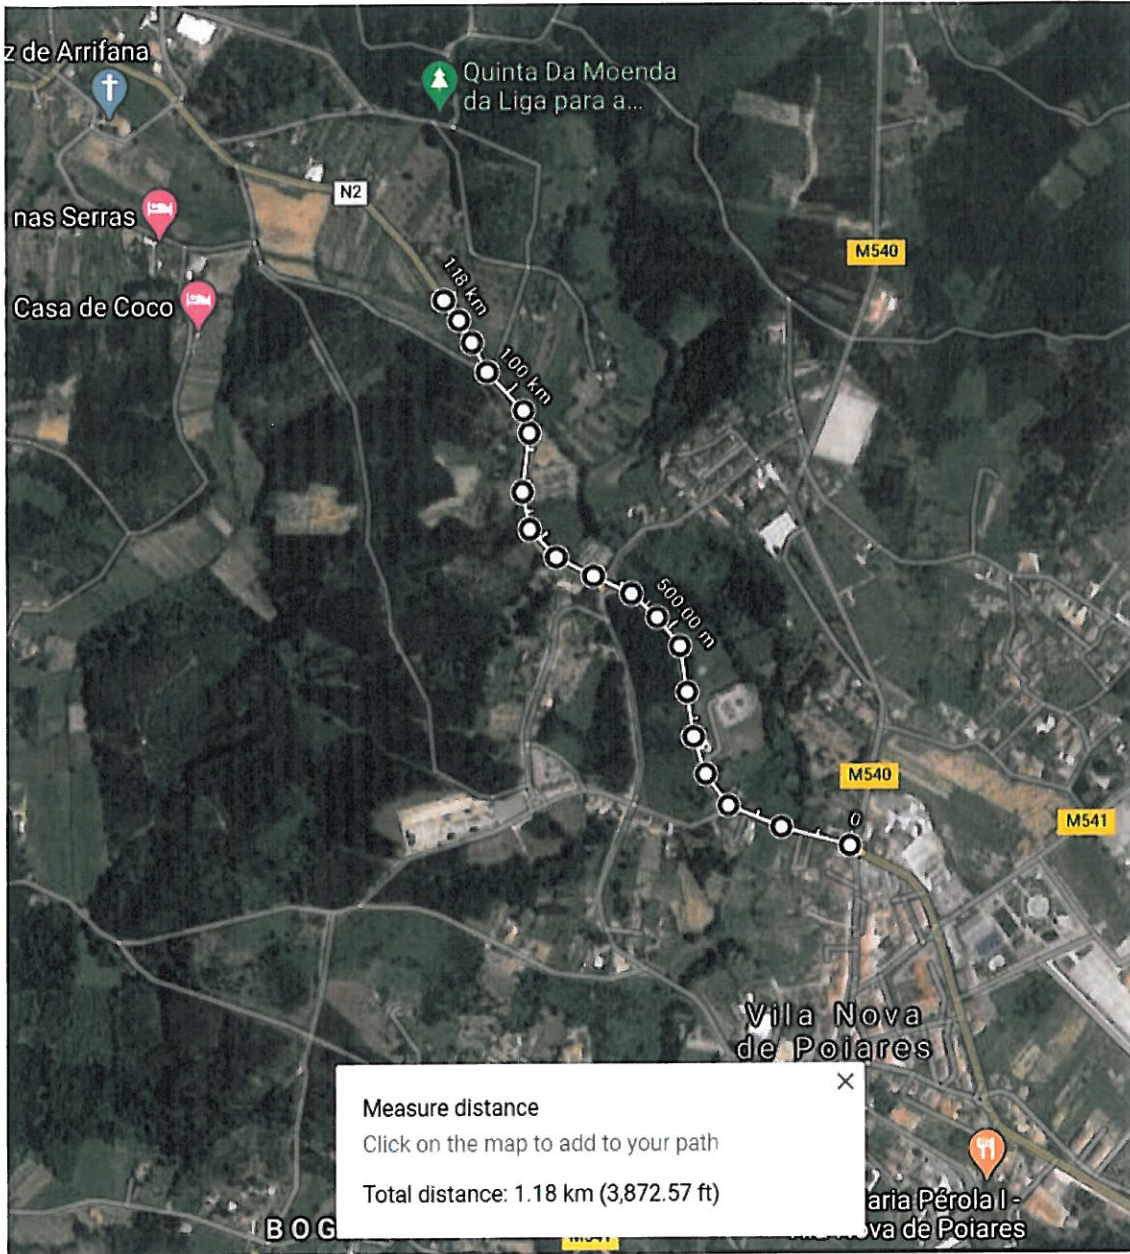 z de Arrifana
Quinta Da Moenda
da Liga para a...
N2
nas Serras
M540
Casa de Coco
1.18 km
1.00 km
500.00 m
M540
0
M541
Vila Nova
de Poiares
Measure distance
Click on the map to add to your path
Total distance: 1.18 km (3,872.57 ft)
aria Pérola I -
Vila Nova de Poiares
BOG